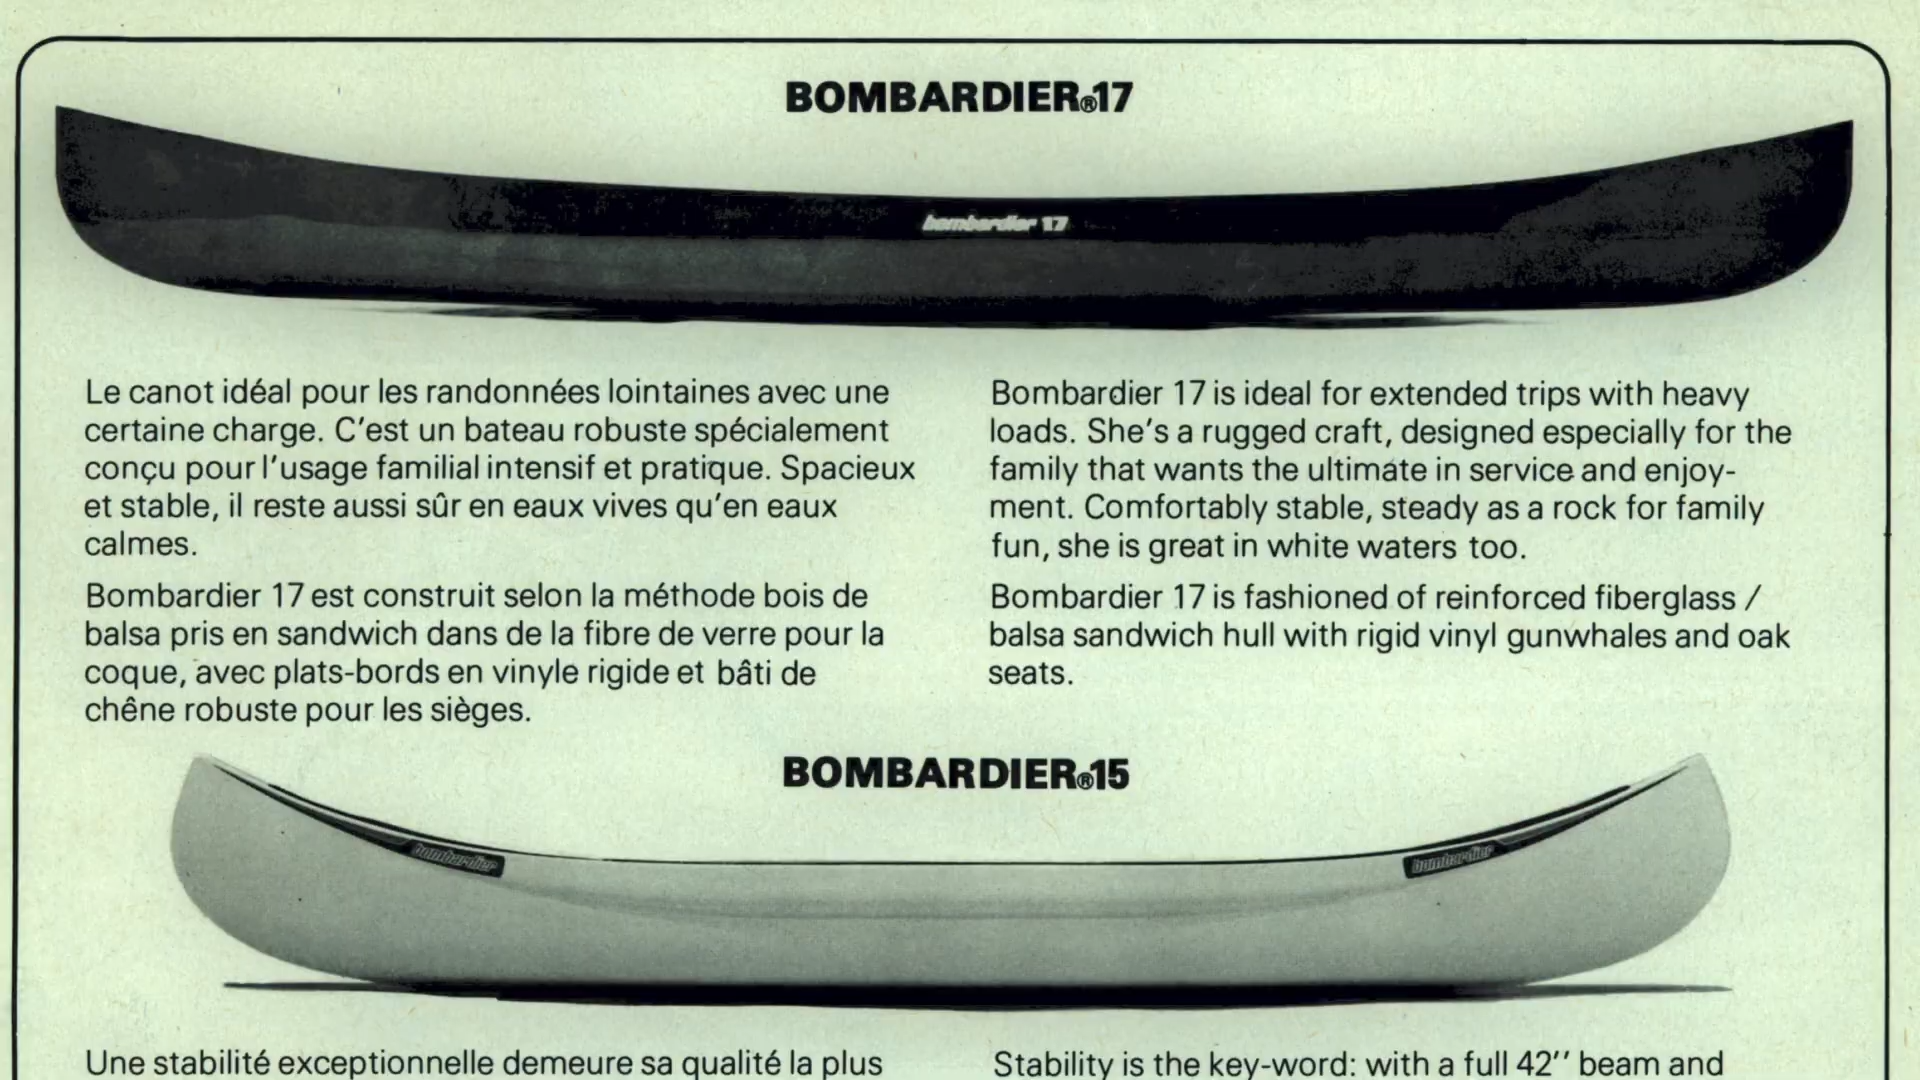 BOMBARDIER®17
bombardier 17
Le canot idéal pour les randonnées lointaines avec une
certaine charge. C'est un bateau robuste spécialement
conçu pour l'usage familial intensif et pratique. Spacieux
et stable, il reste aussi sûr en eaux vives qu'en eaux
calmes.
Bombardier 17 est construit selon la méthode bois de
balsa pris en sandwich dans de la fibre de verre pour la
coque, avec plats-bords en vinyle rigide et bâti de
chêne robuste pour les sièges.
Bombardier 17 is ideal for extended trips with heavy
loads. She's a rugged craft, designed especially for the
family that wants the ultimate in service and enjoy-
ment. Comfortably stable, steady as a rock for family
fun, she is great in white waters too.
Bombardier 17 is fashioned of reinforced fiberglass /
balsa sandwich hull with rigid vinyl gunwhales and oak
seats.
BOMBARDIER®15
bombardier
bombardier
Une stabilité exceptionnelle demeure sa qualité la plus
Stability is the key-word: with a full 42'' beam and